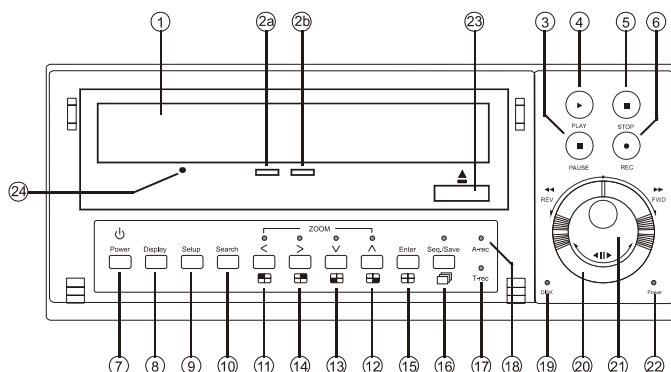 1 2a 2b 23 3 4 5 6
PLAY STOP
PAUSE REC
24
REV FWD
ZOOM
Power Display Setup Search < > ∨ ∧ Enter Seq./Save A-rec
T-rec
DISK Power
7 8 9 10 11 14 13 12 15 16 17 18 19 20 21 22